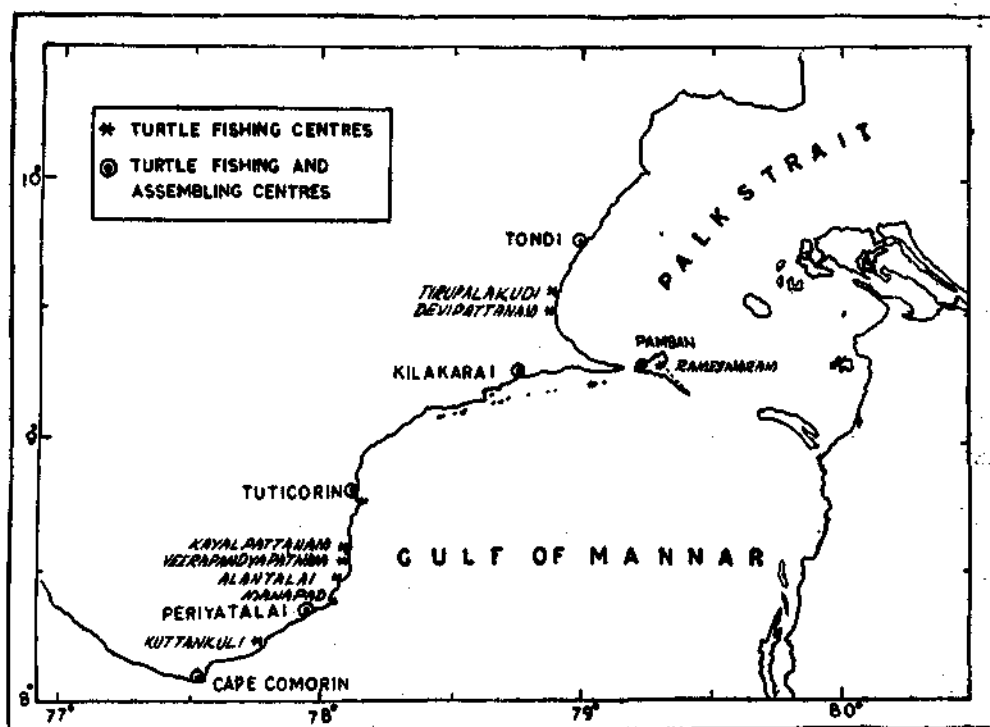 * TURTLE FISHING CENTRES
TURTLE FISHING AND
ASSEMBLING CENTRES
10°
PALK STRAIT
TONDI
TIRUPALAKUDI
DEVIPATTANAM
PAMBAN
KILAKARAI
RAMESWARAM
9°
TUTICORIN
KAYALPATTANAM
VEERAPANDYAPATNAM
GULF OF MANNAR
ALANTALAI
MANAPAD
PERIYATALAI
KUTTANKULI
CAPE COMORIN
8°
77° 78° 79° 80°